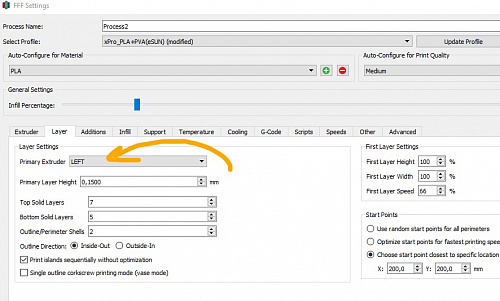 FFF Settings
Process Name: Process2
Select Profile: xPro_PLA+PVA(eSUN) (modified) Update Profile
Auto-Configure for Material Auto-Configure for Print Quality
PLA Medium
General Settings
Infill Percentage:
Extruder Layer Additions Infill Support Temperature Cooling G-Code Scripts Speeds Other Advanced
Layer Settings
Primary Extruder LEFT
Primary Layer Height 0,1500 mm
Top Solid Layers 7
Bottom Solid Layers 5
Outline/Perimeter Shells 2
Outline Direction: Inside-Out Outside-In
Print islands sequentially without optimization
Single outline corkscrew printing mode (vase mode)
First Layer Settings
First Layer Height 100 %
First Layer Width 100 %
First Layer Speed 66 %
Start Points
Use random start points for all perimeters
Optimize start points for fastest printing spee
Choose start point closest to specific location
X: 200,0 Y: 200,0 mm